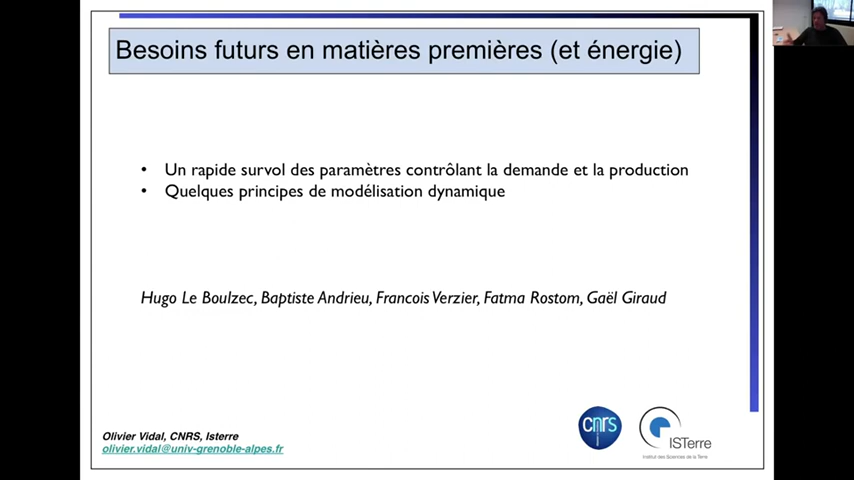 Besoins futurs en matières premières (et énergie)
• Un rapide survol des paramètres contrôlant la demande et la production
• Quelques principes de modélisation dynamique
Hugo Le Boulzec, Baptiste Andrieu, Francois Verzier, Fatma Rostom, Gaël Giraud
Olivier Vidal, CNRS, Isterre
olivier.vidal@univ-grenoble-alpes.fr
cnrs
ISTerre
Institut des Sciences de la Terre